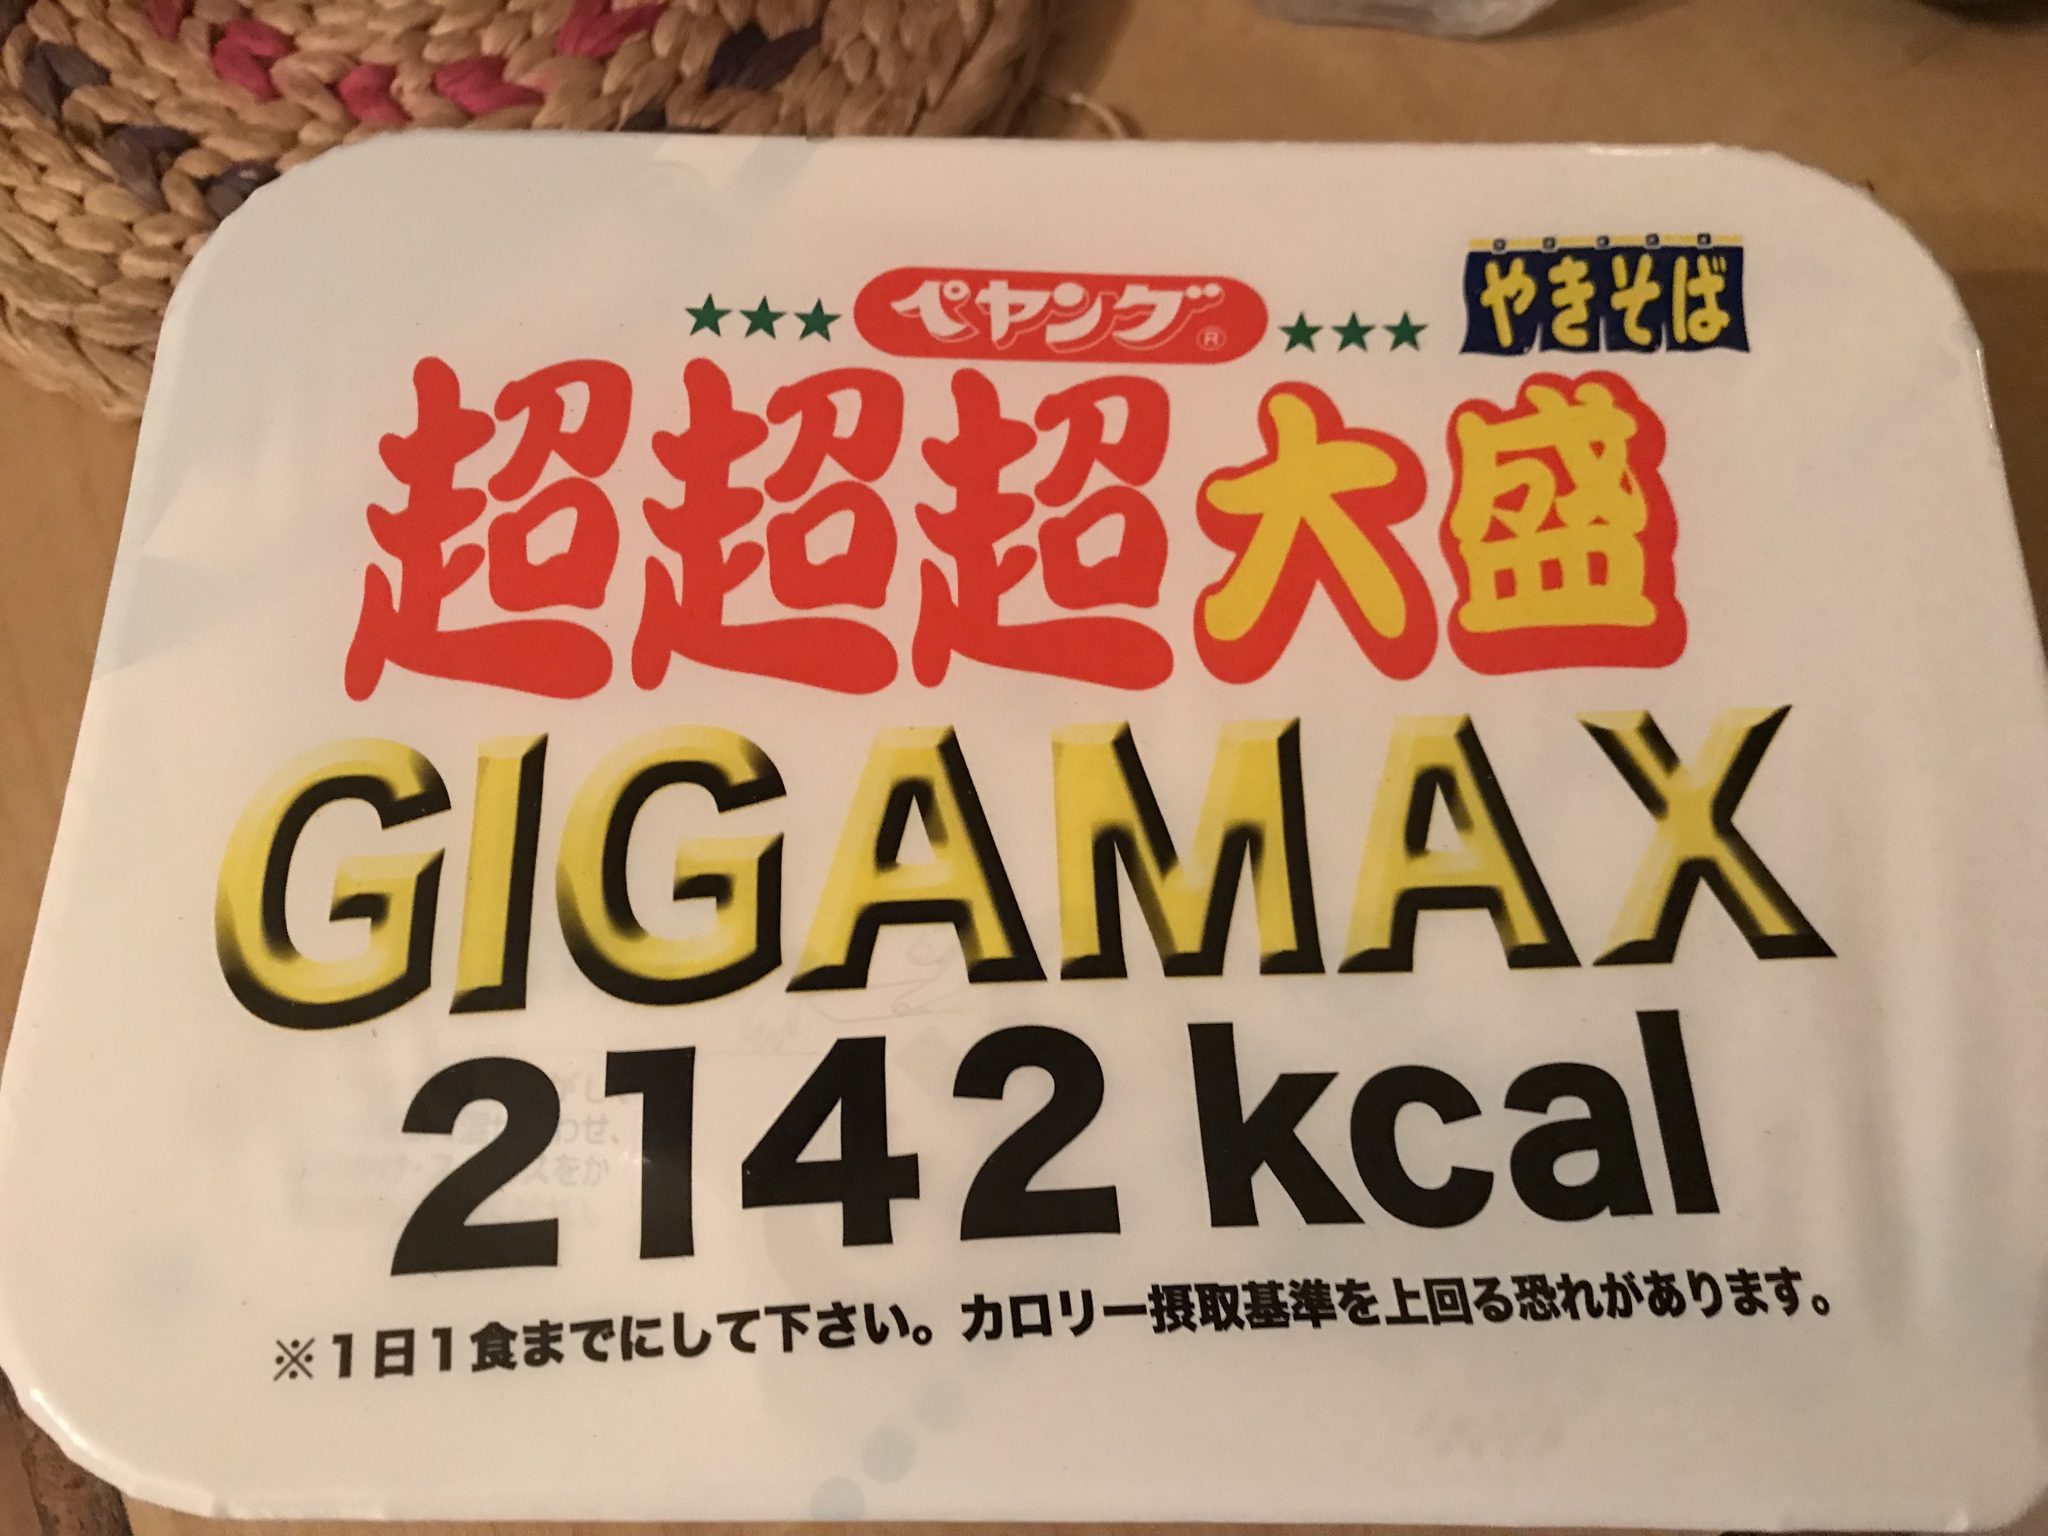 ★★★ペヤング®★★★
やきそば
超超超大盛
GIGAMAX
2142 kcal
※1日1食までにして下さい。カロリー摂取基準を上回る恐れがあります。